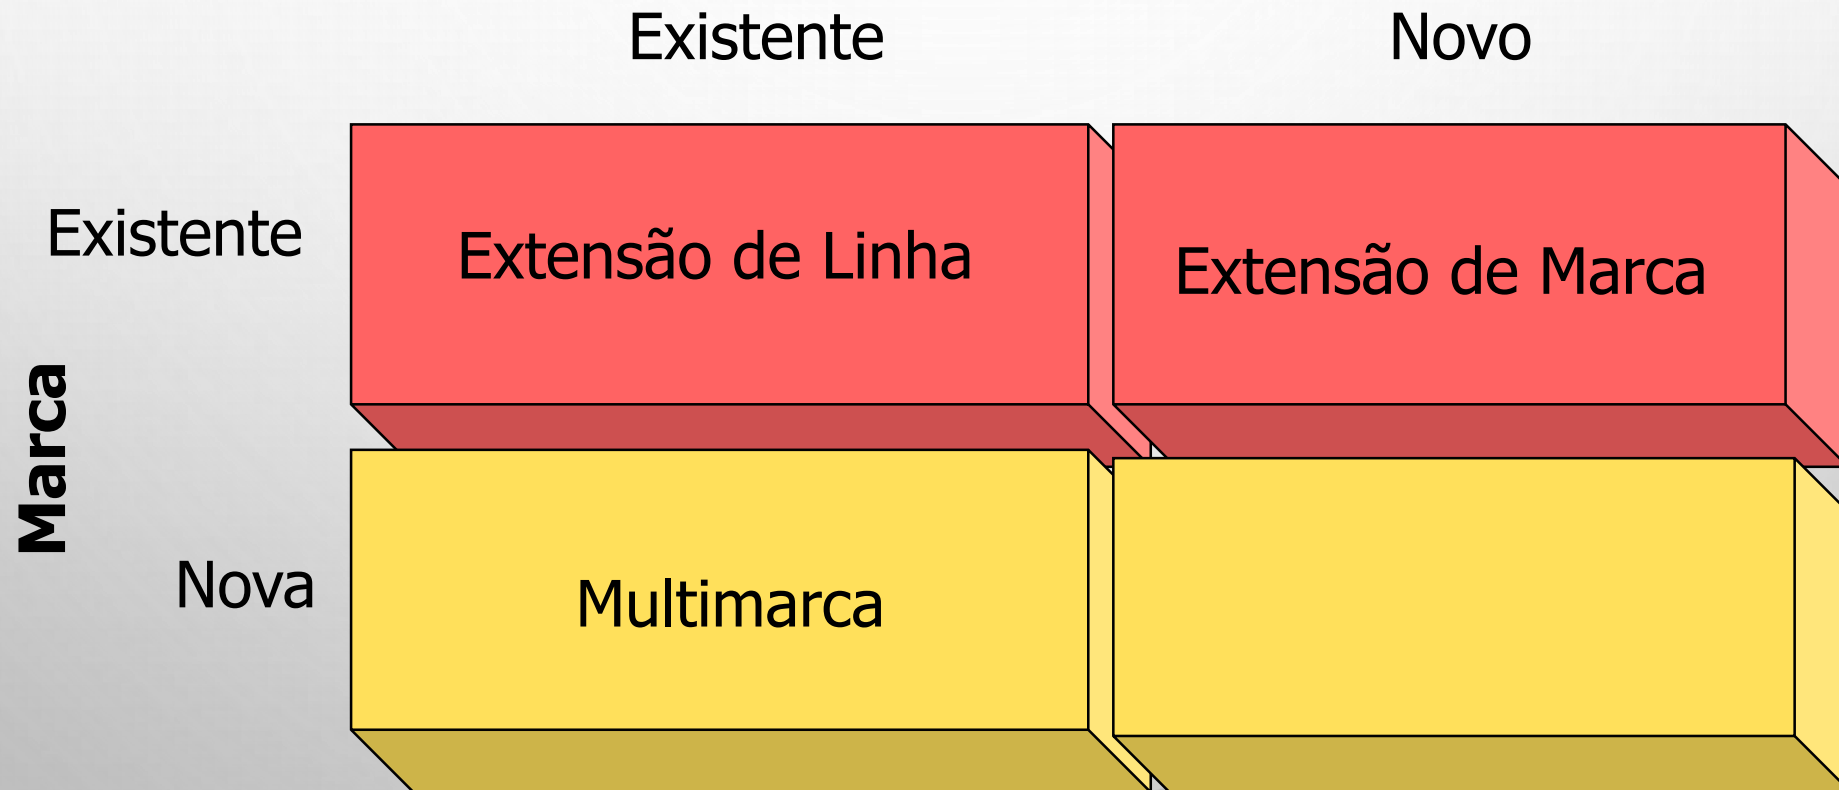 Existente
Novo
Existente
Extensão de Linha
Extensão de Marca
Marca
Nova
Multimarca